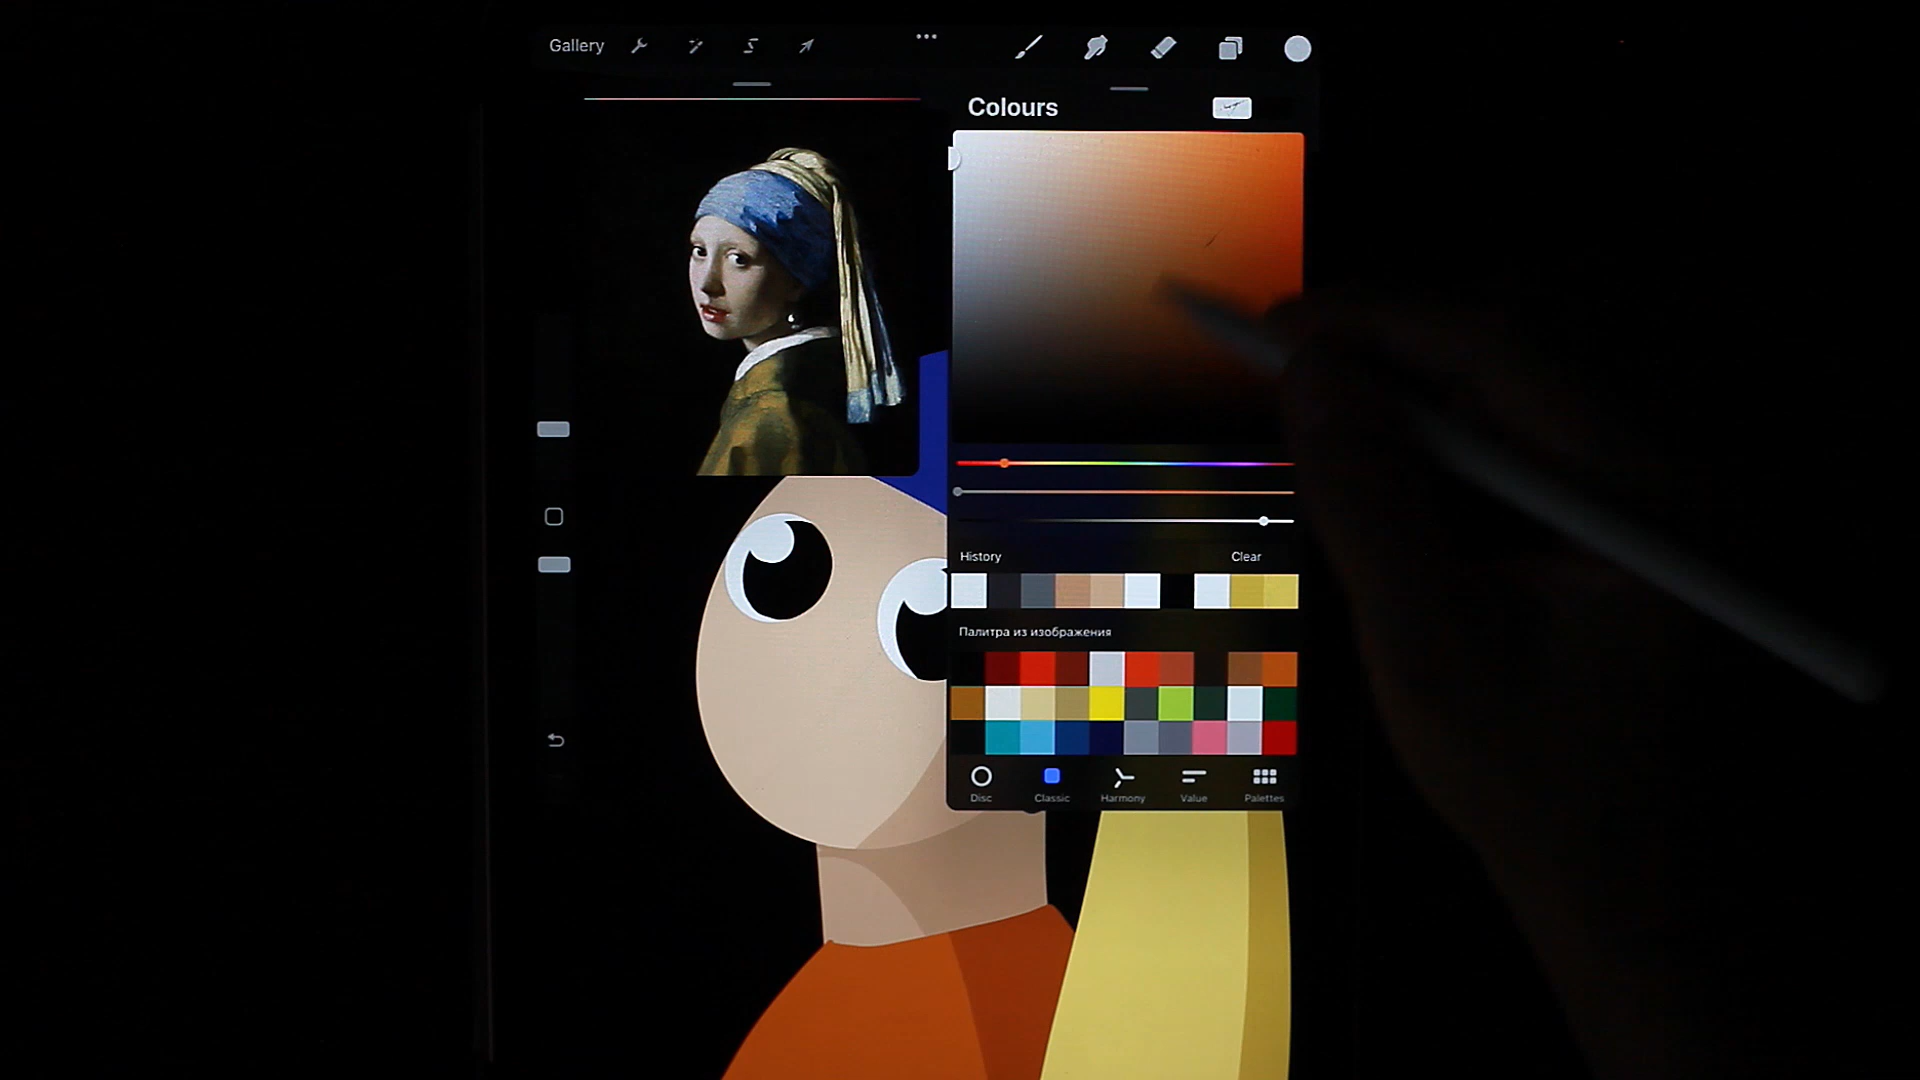 Gallery
Colours
History Clear
Палитра из изображения
Disc Classic Harmony Value Palettes